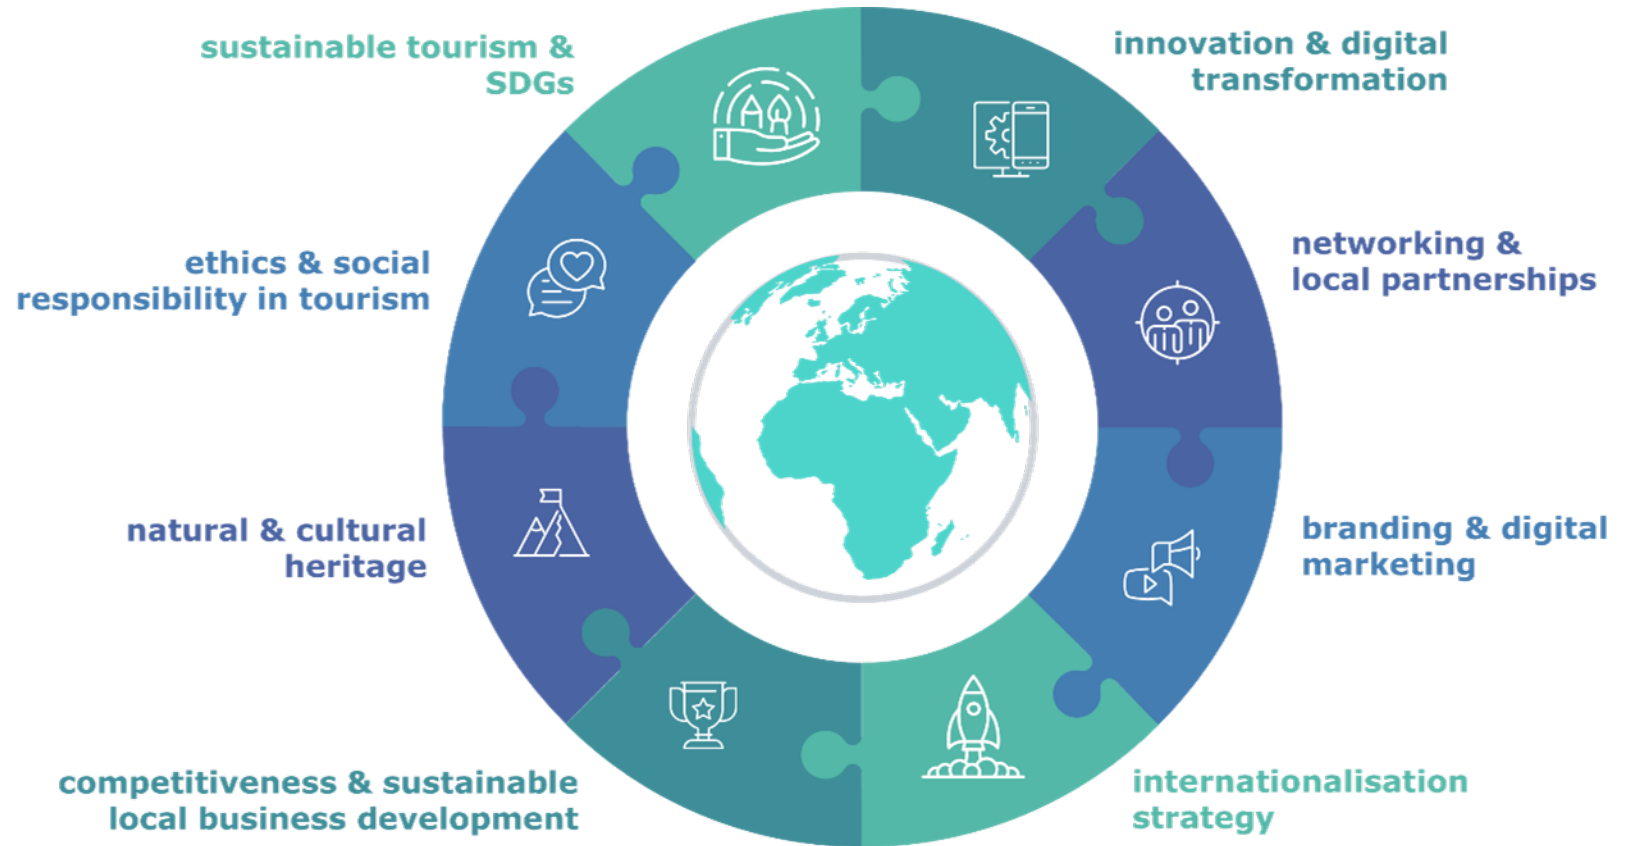 sustainable tourism &
SDGs
innovation & digital
transformation
ethics & social
responsibility in tourism
networking &
local partnerships
natural & cultural
heritage
branding & digital
marketing
competitiveness & sustainable
local business development
internationalisation
strategy